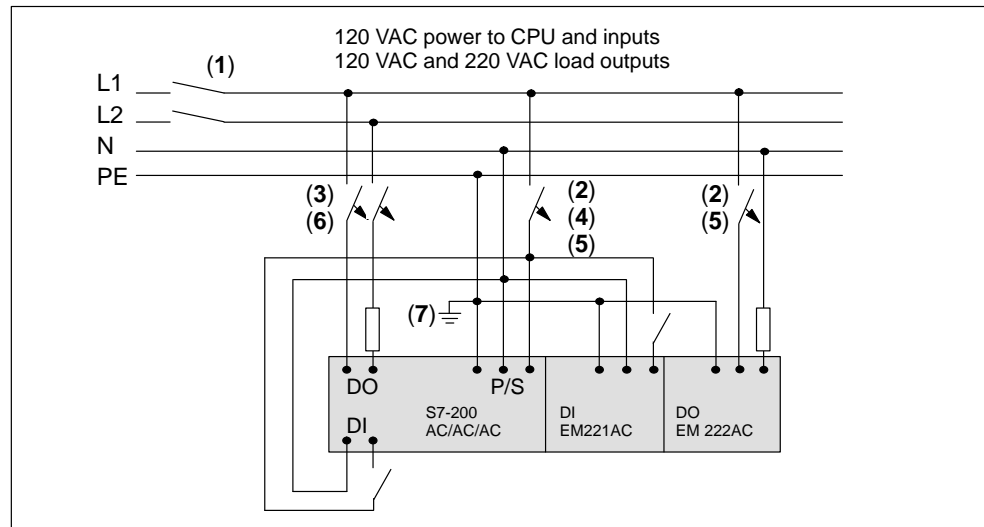 120 VAC power to CPU and inputs
120 VAC and 220 VAC load outputs
(1)
L1
L2
N
PE
(3)
(6)
(2)
(4)
(5)
(2)
(5)
(7)
DO
P/S
DI
S7-200
AC/AC/AC
DI
EM221AC
DO
EM 222AC